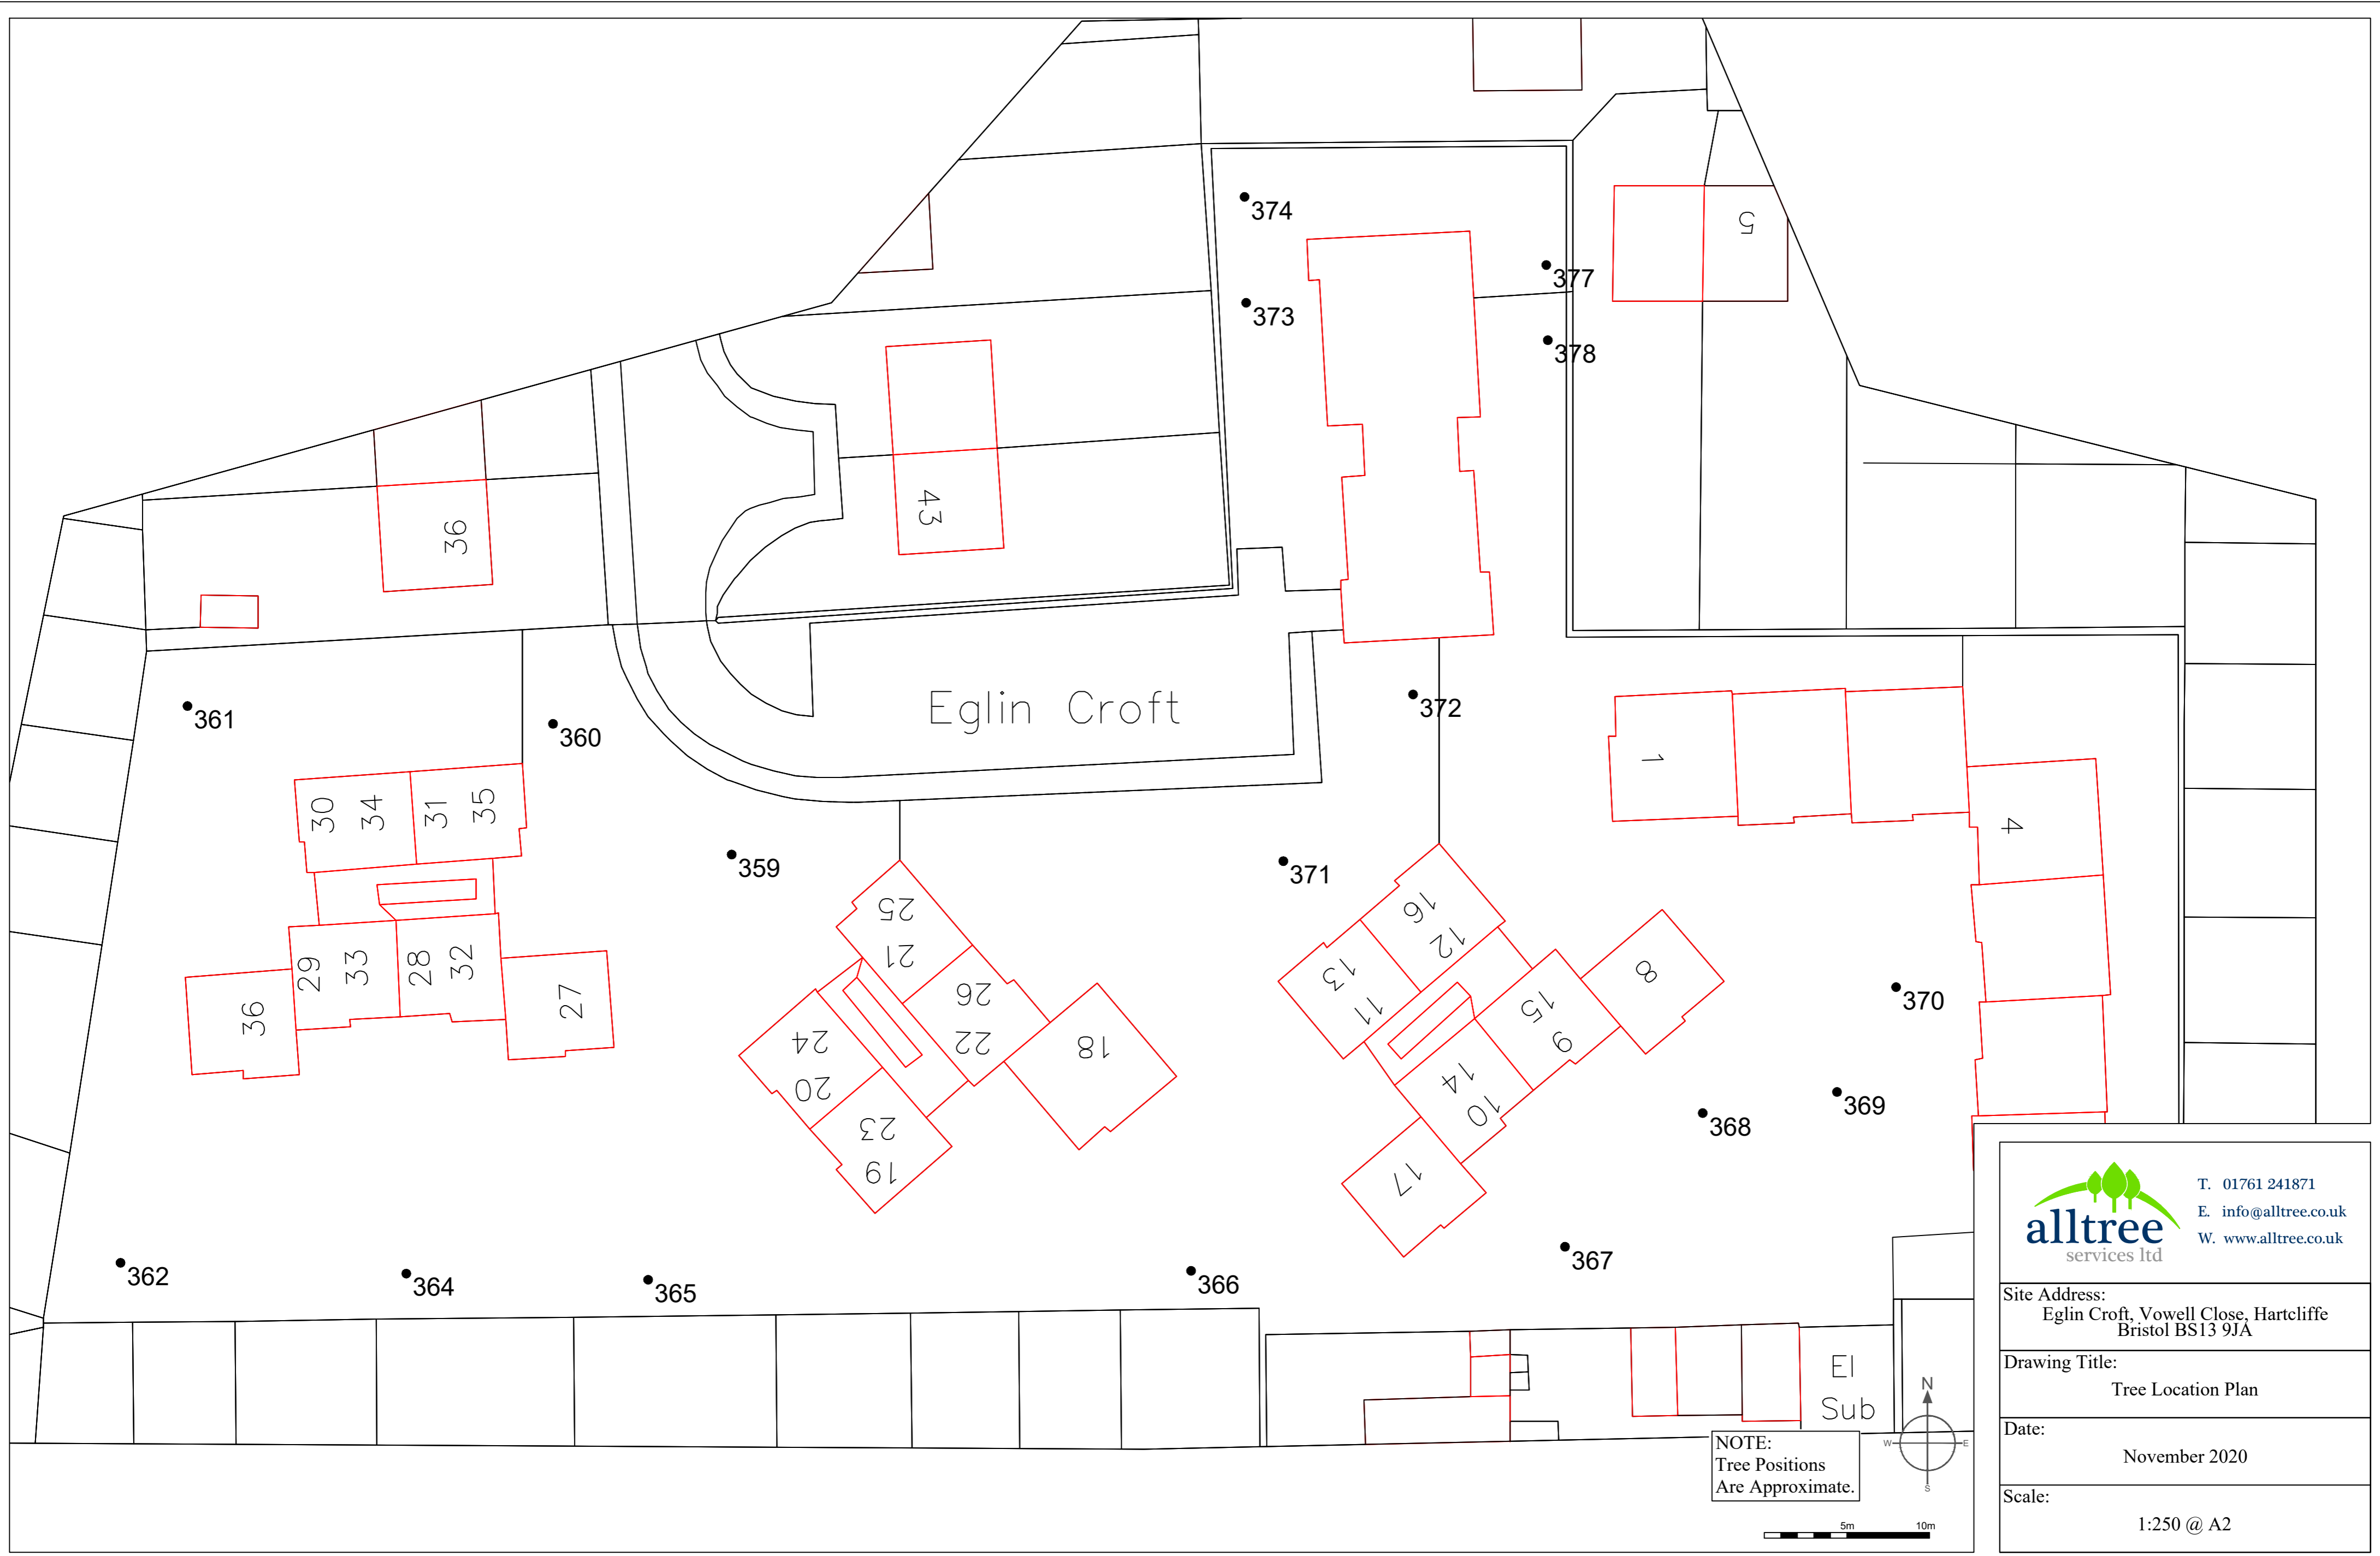 374
5
377
373
378
43
36
361
360
Eglin Croft
372
1
30 34 31 35
4
359
371
25
21
16
12
13
11
29 33 28 32
36
27
26
22
24
20
18
8
15
9
14
10
370
369
368
23
19
17
362
364
365
366
367
El
Sub
N
W
E
S
NOTE:
Tree Positions
Are Approximate.
5m 10m
alltree
services ltd
T. 01761 241871
E. info@alltree.co.uk
W. www.alltree.co.uk
Site Address:
Eglin Croft, Vowell Close, Hartcliffe
Bristol BS13 9JA
Drawing Title:
Tree Location Plan
Date:
November 2020
Scale:
1:250 @ A2